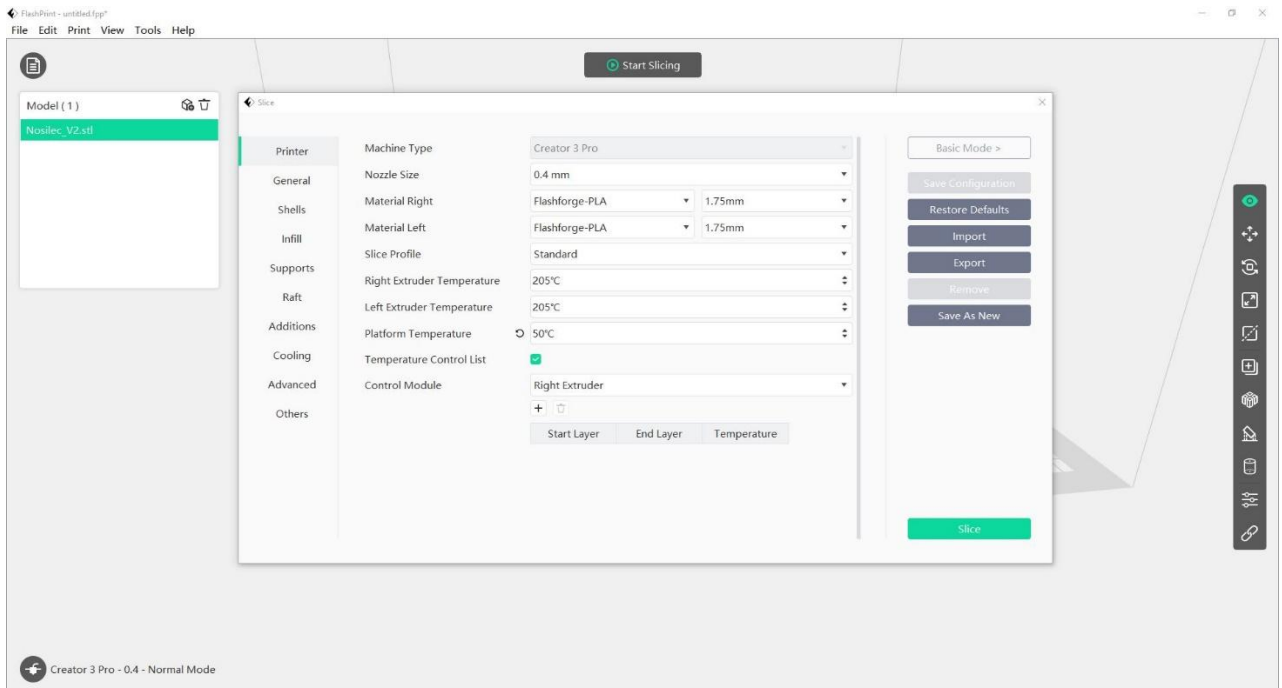 FlashPrint - untitled.fpp*
File Edit Print View Tools Help
Start Slicing
Model ( 1 )
Nosilec_V2.stl
Slice
Printer
General
Shells
Infill
Supports
Raft
Additions
Cooling
Advanced
Others
Machine Type Creator 3 Pro
Nozzle Size 0.4 mm
Material Right Flashforge-PLA 1.75mm
Material Left Flashforge-PLA 1.75mm
Slice Profile Standard
Right Extruder Temperature 205℃
Left Extruder Temperature 205℃
Platform Temperature 50℃
Temperature Control List
Control Module Right Extruder
Start Layer End Layer Temperature
Basic Mode >
Save Configuration
Restore Defaults
Import
Export
Remove
Save As New
Slice
Creator 3 Pro - 0.4 - Normal Mode